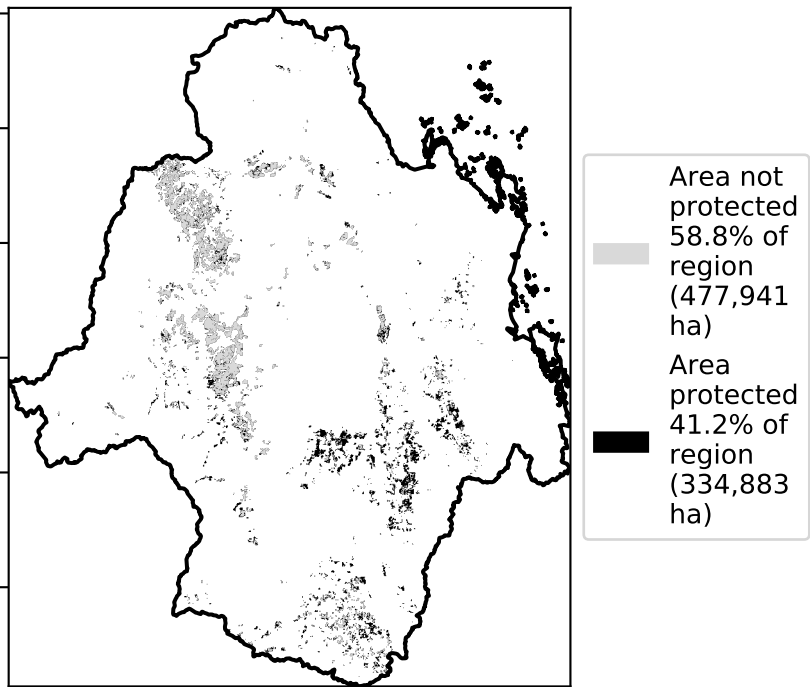 Area not
protected
58.8% of
region
(477,941
ha)
Area
protected
41.2% of
region
(334,883
ha)